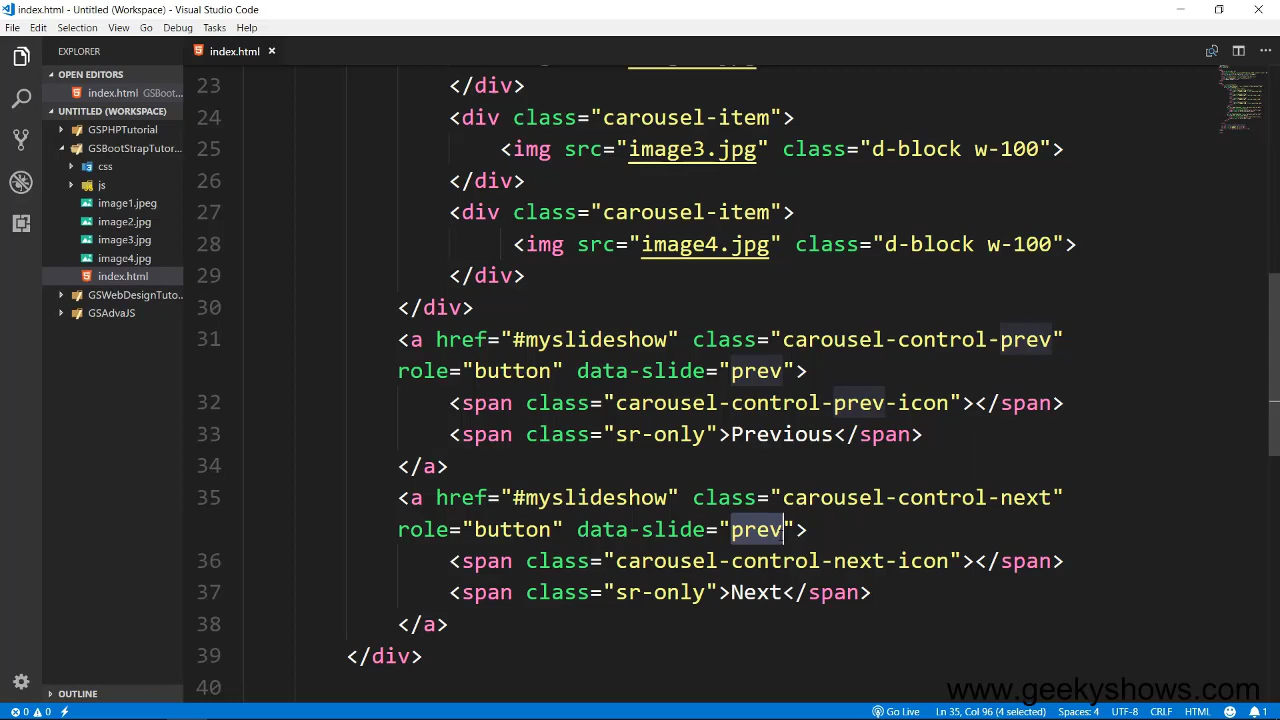 index.html - Untitled (Workspace) - Visual Studio Code
File Edit Selection View Go Debug Tasks Help
EXPLORER
index.html ×
OPEN EDITORS
index.html GSBoot...
UNTITLED (WORKSPACE)
GSPHPTutorial
GSBootStrapTutor...
css
js
image1.jpeg
image2.jpg
image3.jpg
image4.jpg
index.html
GSWebDesignTuto...
GSAdvaJS
OUTLINE
23 </div>
24 <div class="carousel-item">
25 <img src="image3.jpg" class="d-block w-100">
26 </div>
27 <div class="carousel-item">
28 <img src="image4.jpg" class="d-block w-100">
29 </div>
30 </div>
31 <a href="#myslideshow" class="carousel-control-prev"
role="button" data-slide="prev">
32 <span class="carousel-control-prev-icon"></span>
33 <span class="sr-only">Previous</span>
34 </a>
35 <a href="#myslideshow" class="carousel-control-next"
role="button" data-slide="prev">
36 <span class="carousel-control-next-icon"></span>
37 <span class="sr-only">Next</span>
38 </a>
39 </div>
40
www.geekyshows.com
0 0 Go Live Ln 35, Col 96 (4 selected) Spaces: 4 UTF-8 CRLF HTML 1